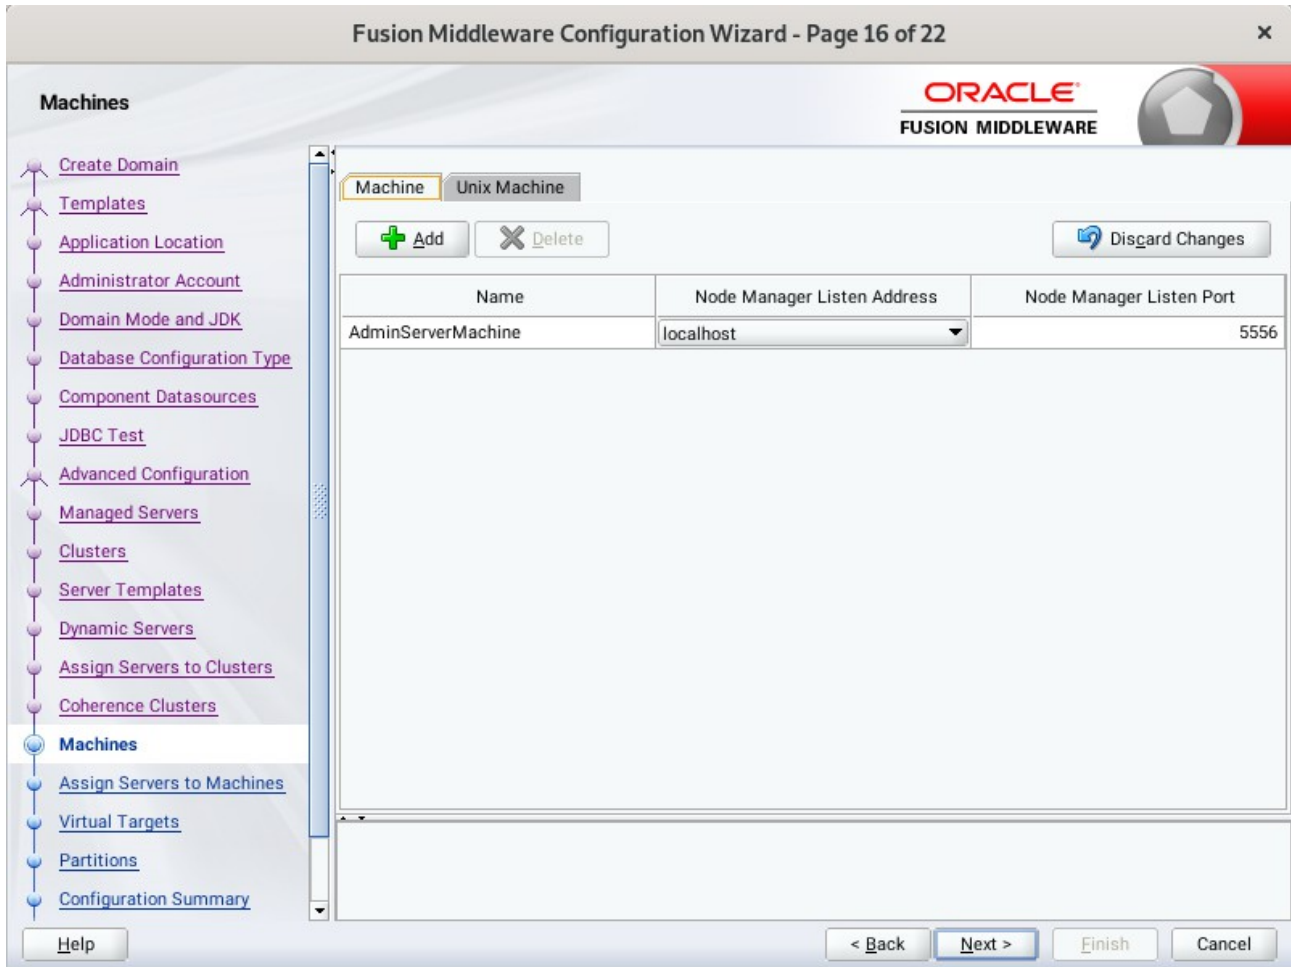 Fusion Middleware Configuration Wizard - Page 16 of 22
Machines
ORACLE
FUSION MIDDLEWARE
Create Domain
Templates
Application Location
Administrator Account
Domain Mode and JDK
Database Configuration Type
Component Datasources
JDBC Test
Advanced Configuration
Managed Servers
Clusters
Server Templates
Dynamic Servers
Assign Servers to Clusters
Coherence Clusters
Machines
Assign Servers to Machines
Virtual Targets
Partitions
Configuration Summary
Machine Unix Machine
Add Delete Discard Changes
Name Node Manager Listen Address Node Manager Listen Port
AdminServerMachine localhost 5556
Help < Back Next > Finish Cancel